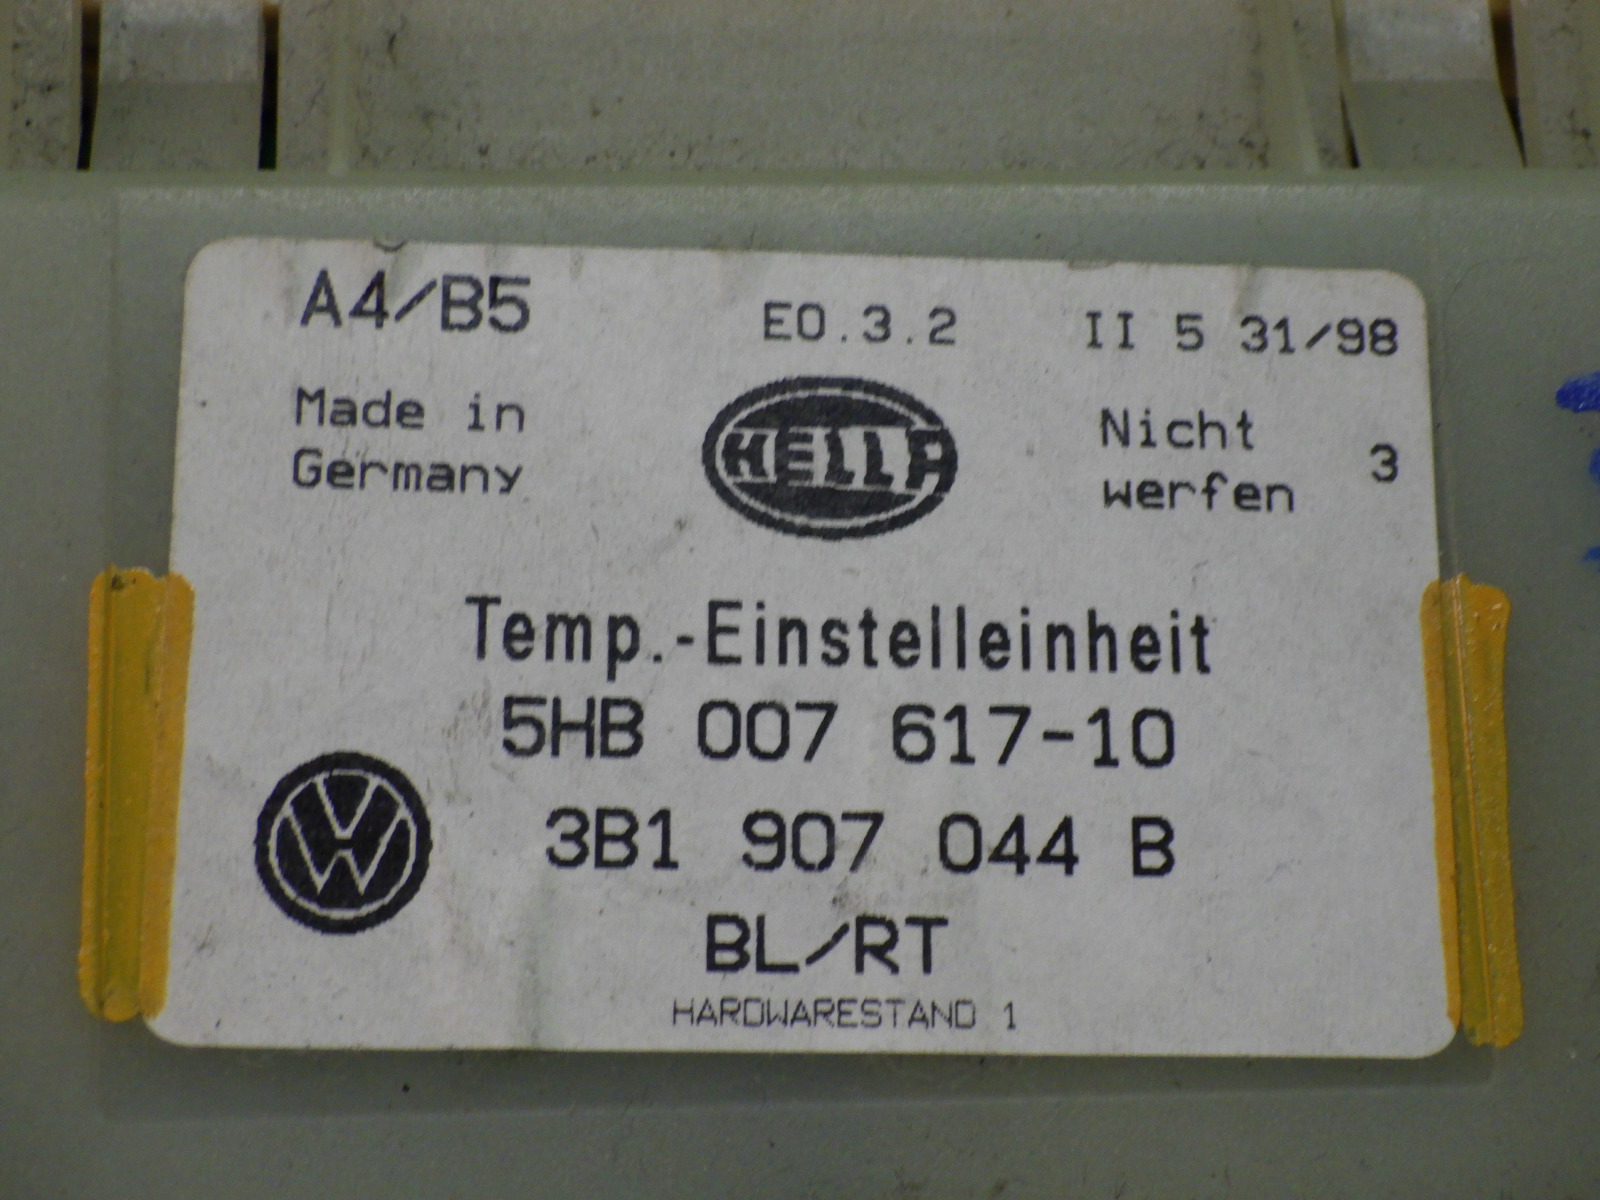 A4/B5 E0.3.2 II 5 31/98
Made in
Germany
HELLA
Nicht
werfen 3
Temp.-Einstelleinheit
5HB 007 617-10
VW
3B1 907 044 B
BL/RT
HARDWARESTAND 1